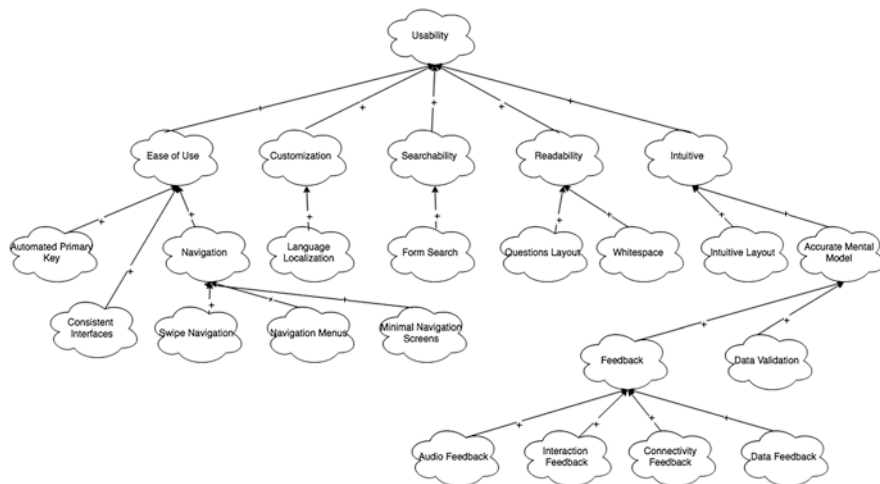 Usability
+
+
+
+
+
Ease of Use
Customization
Searchability
Readability
Intuitive
+
+
+
+
+
+
+
+
Automated Primary
Key
Navigation
Language
Localization
Form Search
Questions Layout
Whitespace
Intuitive Layout
Accurate Mental
Model
+
+
+
+
+
+
Consistent
Interfaces
Swipe Navigation
Navigation Menus
Minimal Navigation
Screens
Feedback
Data Validation
+
+
+
+
Audio Feedback
Interaction
Feedback
Connectivity
Feedback
Data Feedback